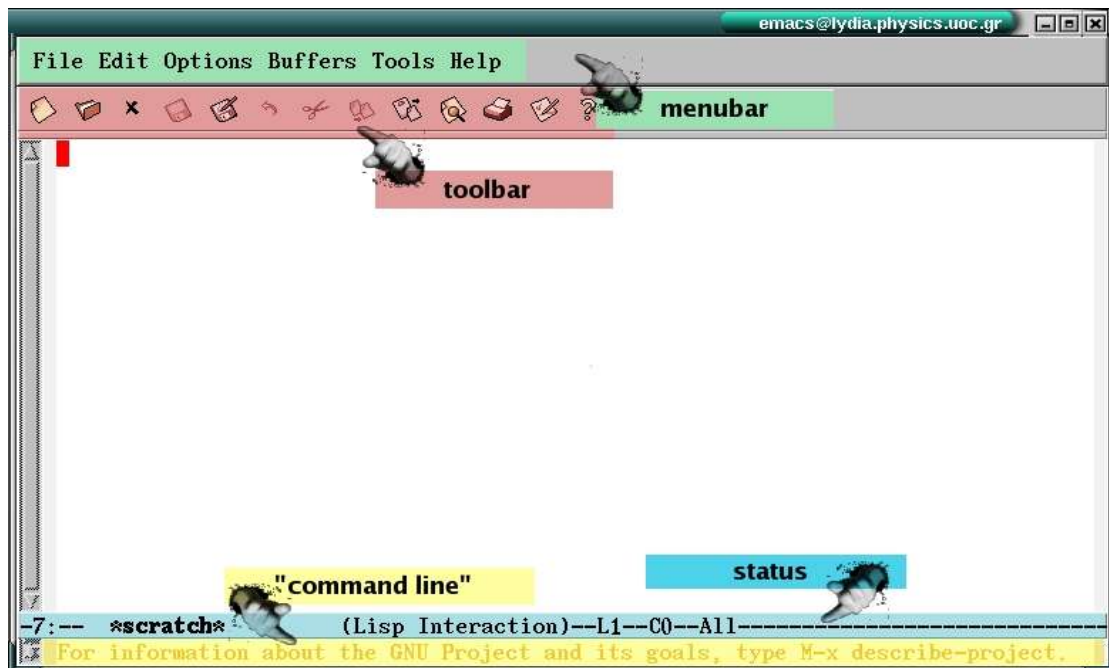 emacs@lydia.physics.uoc.gr
File Edit Options Buffers Tools Help
menubar
toolbar
"command line"
status
-7:-- *scratch* (Lisp Interaction)--L1--C0--All------------------------------
For information about the GNU Project and its goals, type M-x describe-project.